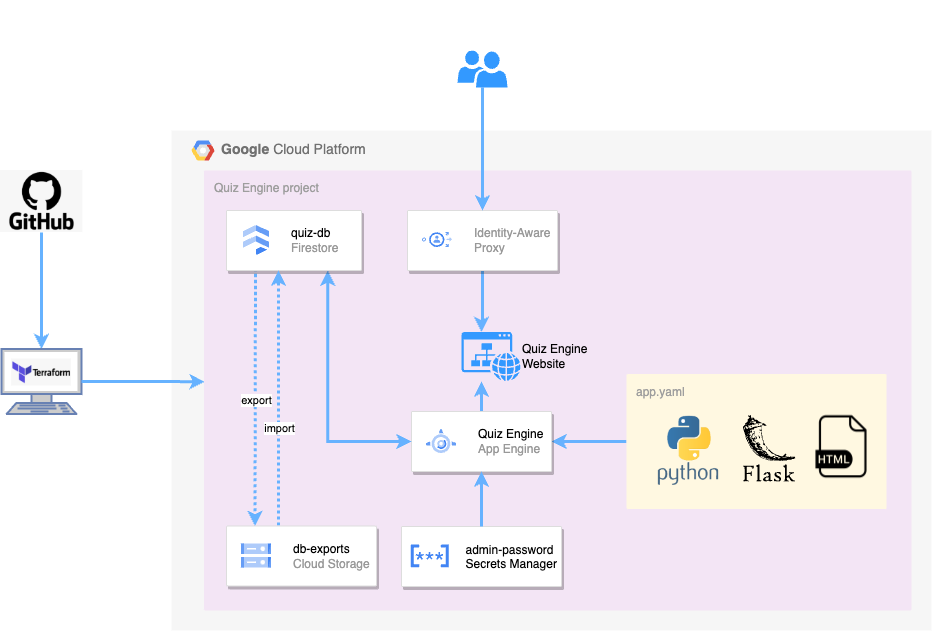 Google Cloud Platform
Quiz Engine project
GitHub
quiz-db
Firestore
Identity-Aware
Proxy
Quiz Engine
Website
Terraform
export
import
app.yaml
Quiz Engine
App Engine
python
Flask
HTML
db-exports
Cloud Storage
[***]
admin-password
Secrets Manager